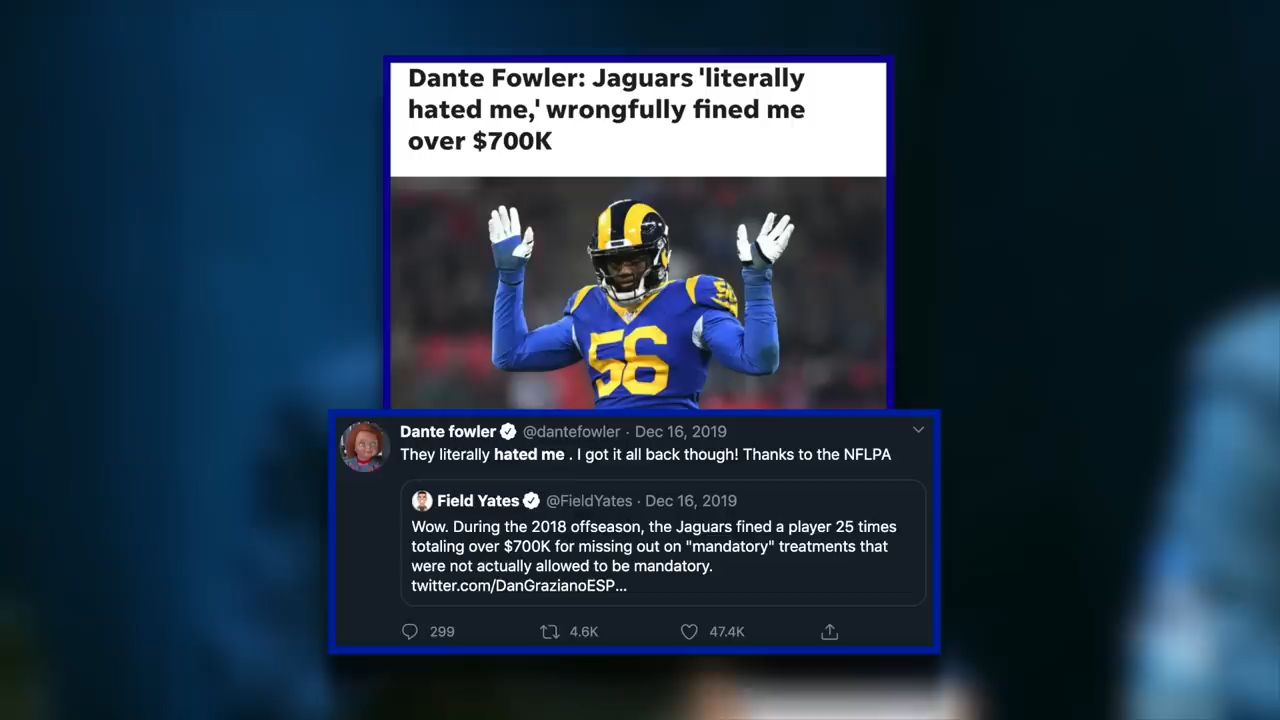 Dante Fowler: Jaguars 'literally
hated me,' wrongfully fined me
over $700K
56
56
Dante fowler @dantefowler · Dec 16, 2019
They literally hated me . I got it all back though! Thanks to the NFLPA
Field Yates @FieldYates · Dec 16, 2019
Wow. During the 2018 offseason, the Jaguars fined a player 25 times
totaling over $700K for missing out on "mandatory" treatments that
were not actually allowed to be mandatory.
twitter.com/DanGrazianoESP...
299 4.6K 47.4K